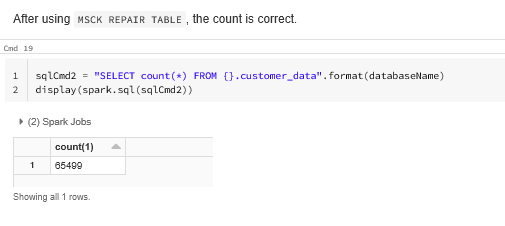 After using MSCK REPAIR TABLE, the count is correct.
Cmd 19
1 sqlCmd2 = "SELECT count(*) FROM {}.customer_data".format(databaseName)
2 display(spark.sql(sqlCmd2))
(2) Spark Jobs
count(1)
1 65499
Showing all 1 rows.